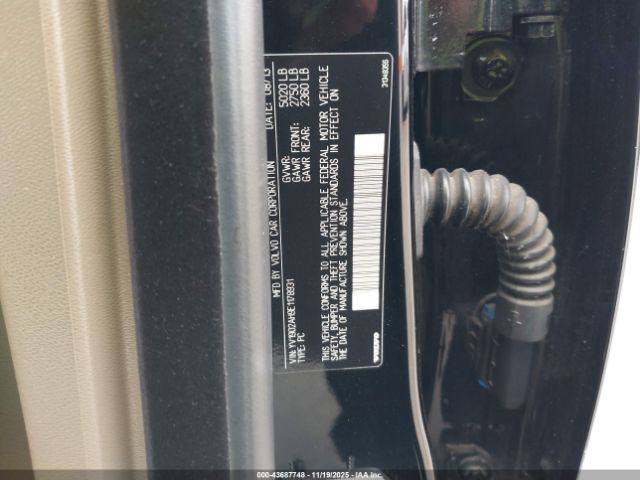 MFD BY VOLVO CAR CORPORATION DATE: 08/13
GVWR: 5020 LB
GAWR FRONT: 2750 LB
GAWR REAR: 2360 LB
VIN: YV1902AH9E1178931
TYPE: PC
THIS VEHICLE CONFORMS TO ALL APPLICABLE FEDERAL MOTOR VEHICLE
SAFETY, BUMPER AND THEFT PREVENTION STANDARDS IN EFFECT ON
THE DATE OF MANUFACTURE SHOWN ABOVE.
VOLVO
000-43687748 - 11/19/2025 - IAA Inc.